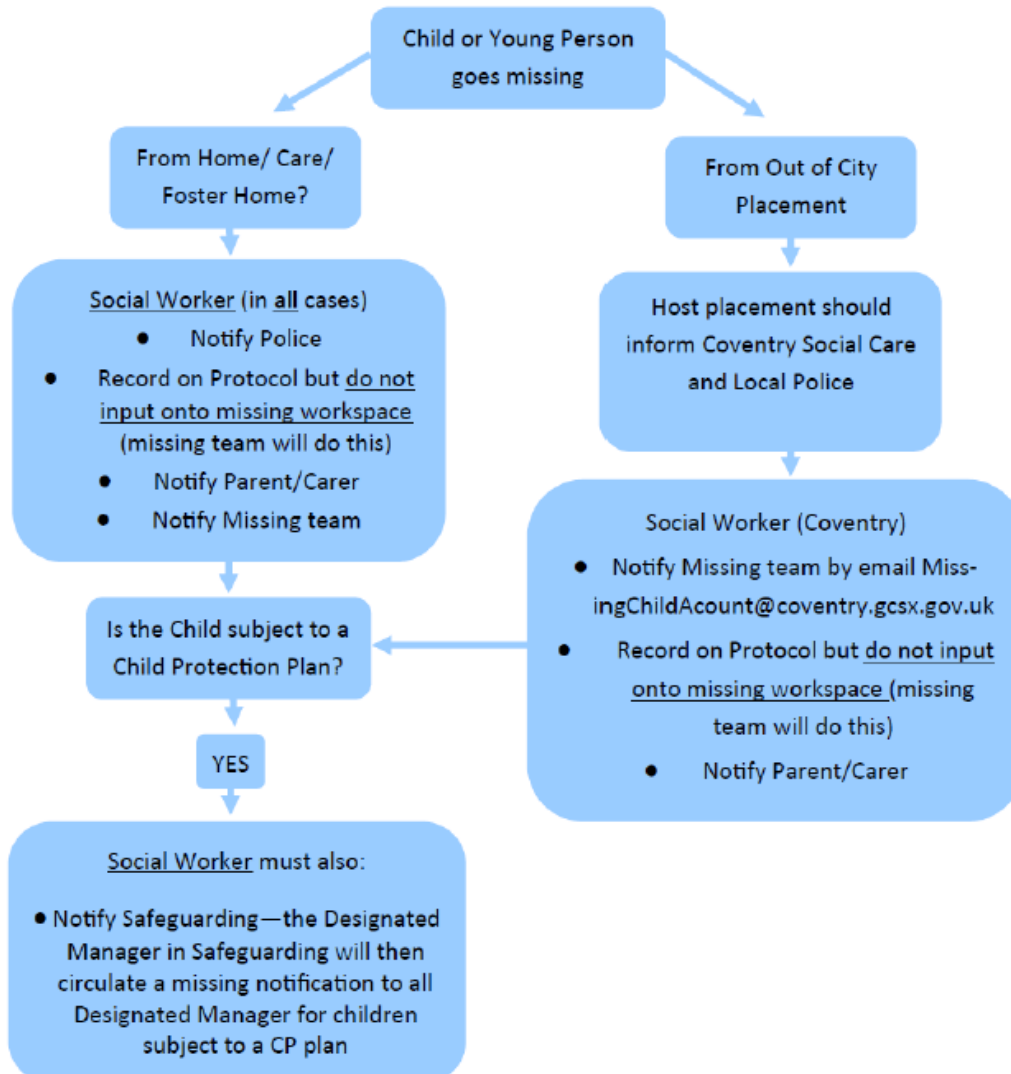 Child or Young Person
goes missing
From Home/ Care/
Foster Home?
From Out of City
Placement
Social Worker (in all cases)
● Notify Police
● Record on Protocol but do not
input onto missing workspace
(missing team will do this)
● Notify Parent/Carer
● Notify Missing team
Host placement should
inform Coventry Social Care
and Local Police
Social Worker (Coventry)
● Notify Missing team by email Miss-
ingChildAcount@coventry.gcsx.gov.uk
● Record on Protocol but do not input
onto missing workspace (missing
team will do this)
● Notify Parent/Carer
Is the Child subject to a
Child Protection Plan?
YES
Social Worker must also:
● Notify Safeguarding—the Designated
Manager in Safeguarding will then
circulate a missing notification to all
Designated Manager for children
subject to a CP plan